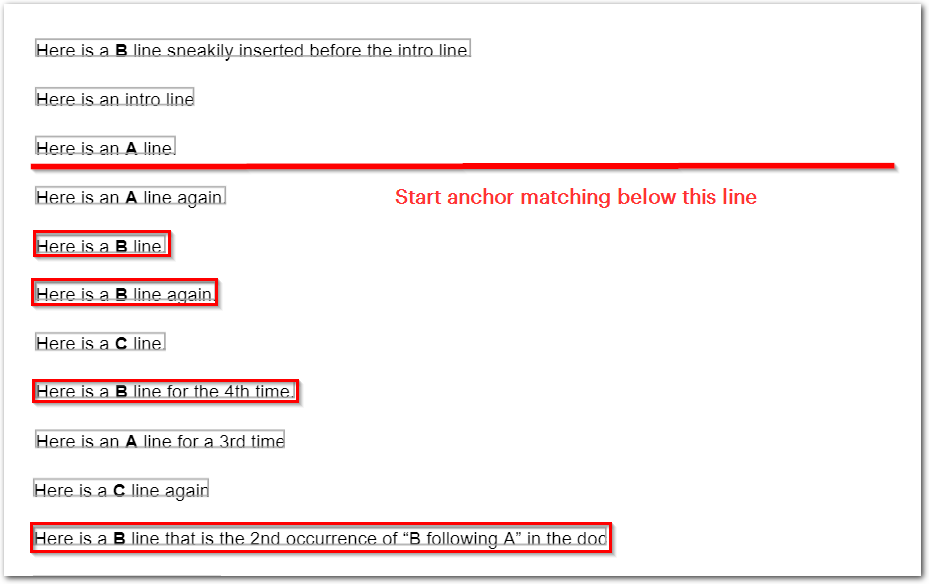 Here is a B line sneakily inserted before the intro line.
Here is an intro line
Here is an A line.
Here is an A line again.
Start anchor matching below this line
Here is a B line.
Here is a B line again.
Here is a C line.
Here is a B line for the 4th time.
Here is an A line for a 3rd time
Here is a C line again
Here is a B line that is the 2nd occurrence of “B following A” in the doc